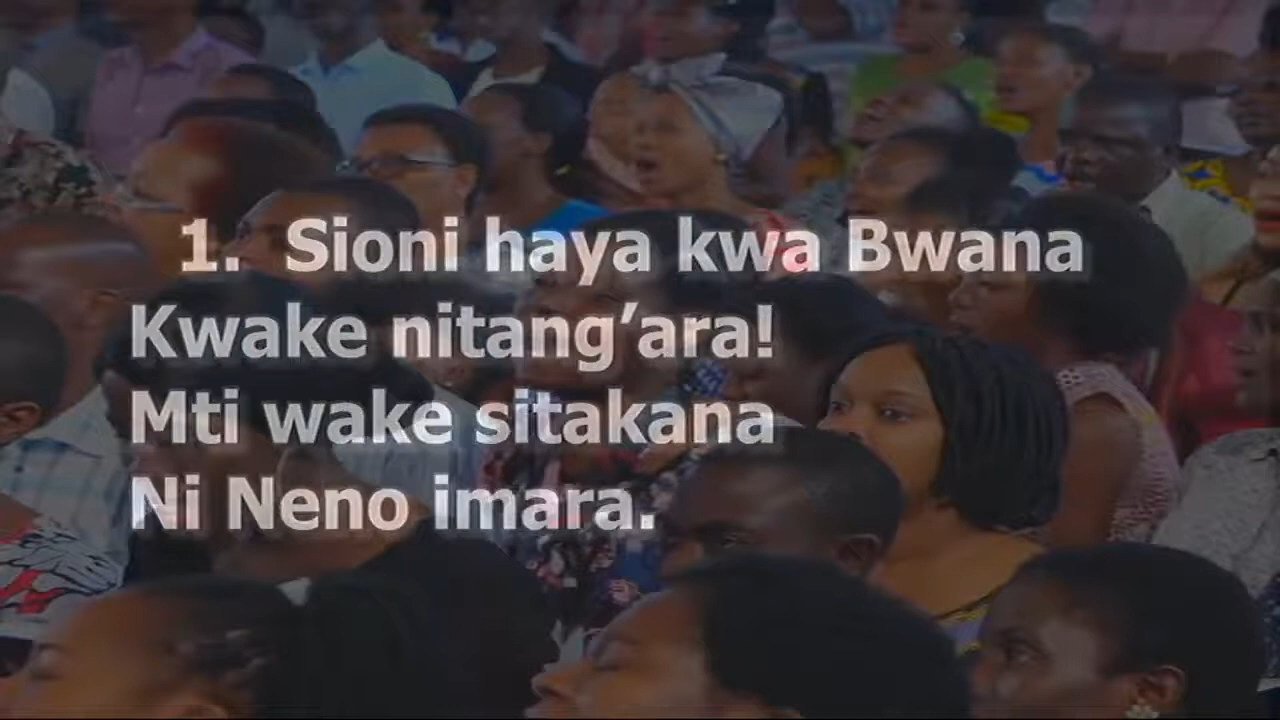 1. Sioni haya kwa Bwana
Kwake nitang’ara!
Mti wake sitakana
Ni Neno imara.